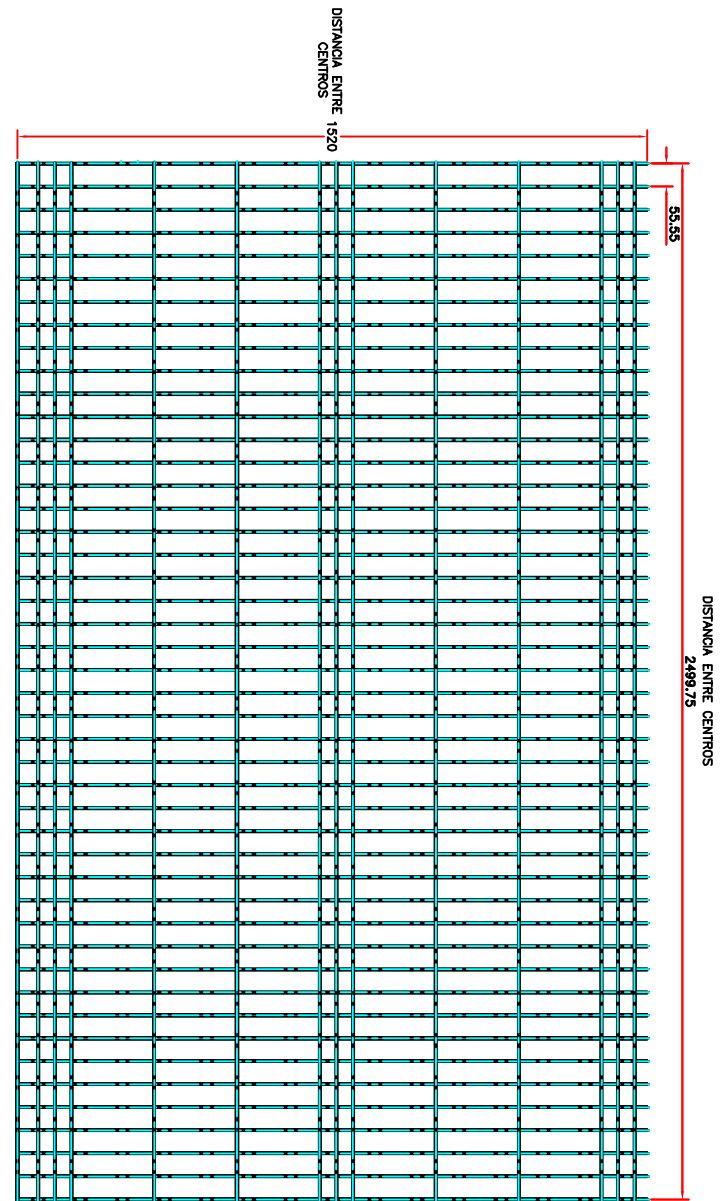 DISTANCIA ENTRE
CENTROS
1520
55.55
DISTANCIA ENTRE CENTROS
2499.75